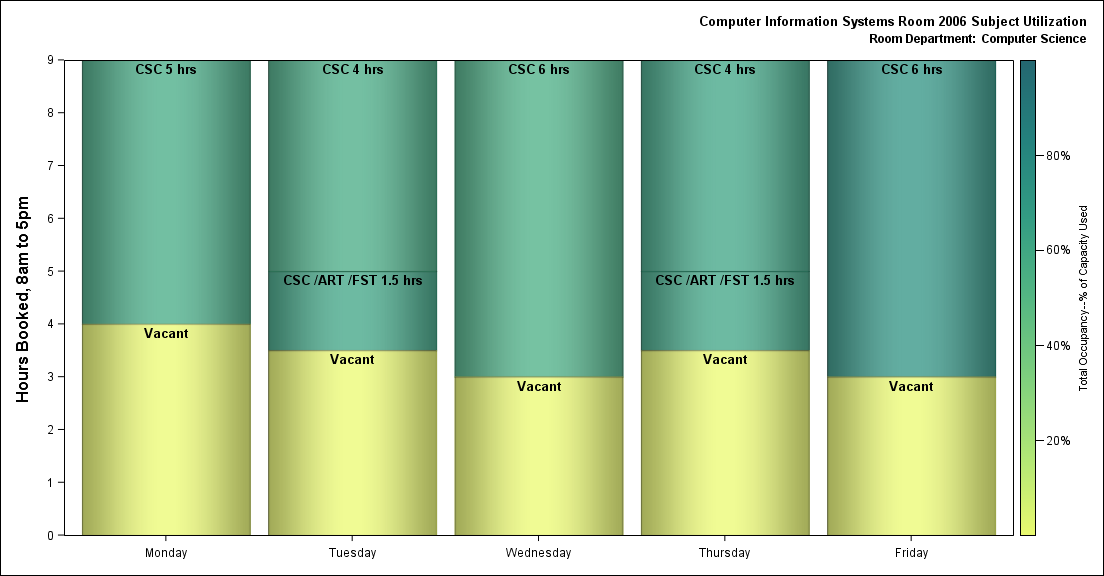 Computer Information Systems Room 2006 Subject Utilization
Room Department: Computer Science
Hours Booked, 8am to 5pm
9
8
7
6
5
4
3
2
1
0
CSC 5 hrs
Vacant
CSC 4 hrs
CSC /ART /FST 1.5 hrs
Vacant
CSC 6 hrs
Vacant
CSC 4 hrs
CSC /ART /FST 1.5 hrs
Vacant
CSC 6 hrs
Vacant
Monday
Tuesday
Wednesday
Thursday
Friday
80%
60%
40%
20%
Total Occupancy--% of Capacity Used